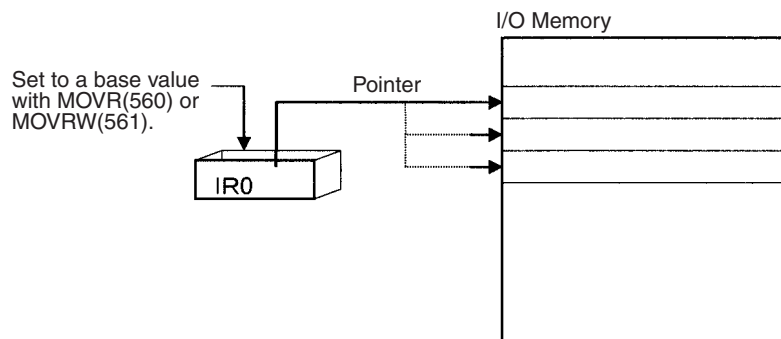 I/O Memory
Set to a base value
with MOVR(560) or
MOVRW(561).
Pointer
IR0